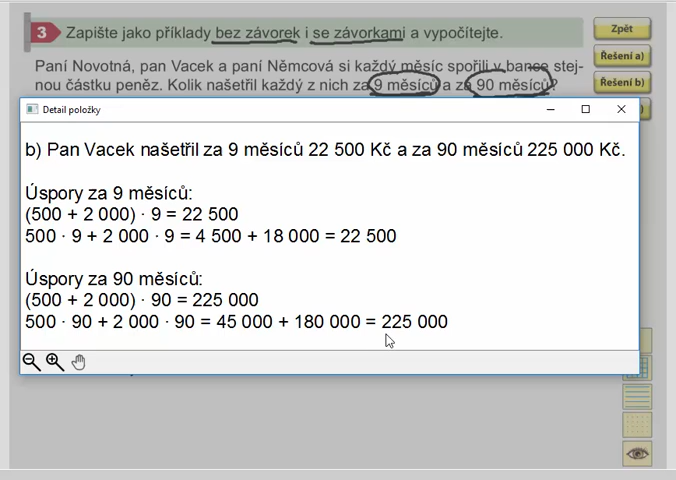 3 Zapište jako příklady bez závorek i se závorkami a vypočítejte.
Zpět
Řešení a)
Řešení b)
Paní Novotná, pan Vacek a paní Němcová si každý měsíc spořili v bance stej-
nou částku peněz. Kolik našetřil každý z nich za 9 měsíců a za 90 měsíců?
Detail položky
b) Pan Vacek našetřil za 9 měsíců 22 500 Kč a za 90 měsíců 225 000 Kč.
Úspory za 9 měsíců:
(500 + 2 000) · 9 = 22 500
500 · 9 + 2 000 · 9 = 4 500 + 18 000 = 22 500
Úspory za 90 měsíců:
(500 + 2 000) · 90 = 225 000
500 · 90 + 2 000 · 90 = 45 000 + 180 000 = 225 000